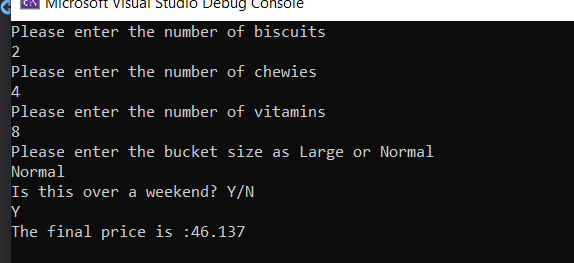 Microsoft Visual Studio Debug Console
Please enter the number of biscuits
2
Please enter the number of chewies
4
Please enter the number of vitamins
8
Please enter the bucket size as Large or Normal
Normal
Is this over a weekend? Y/N
Y
The final price is :46.137